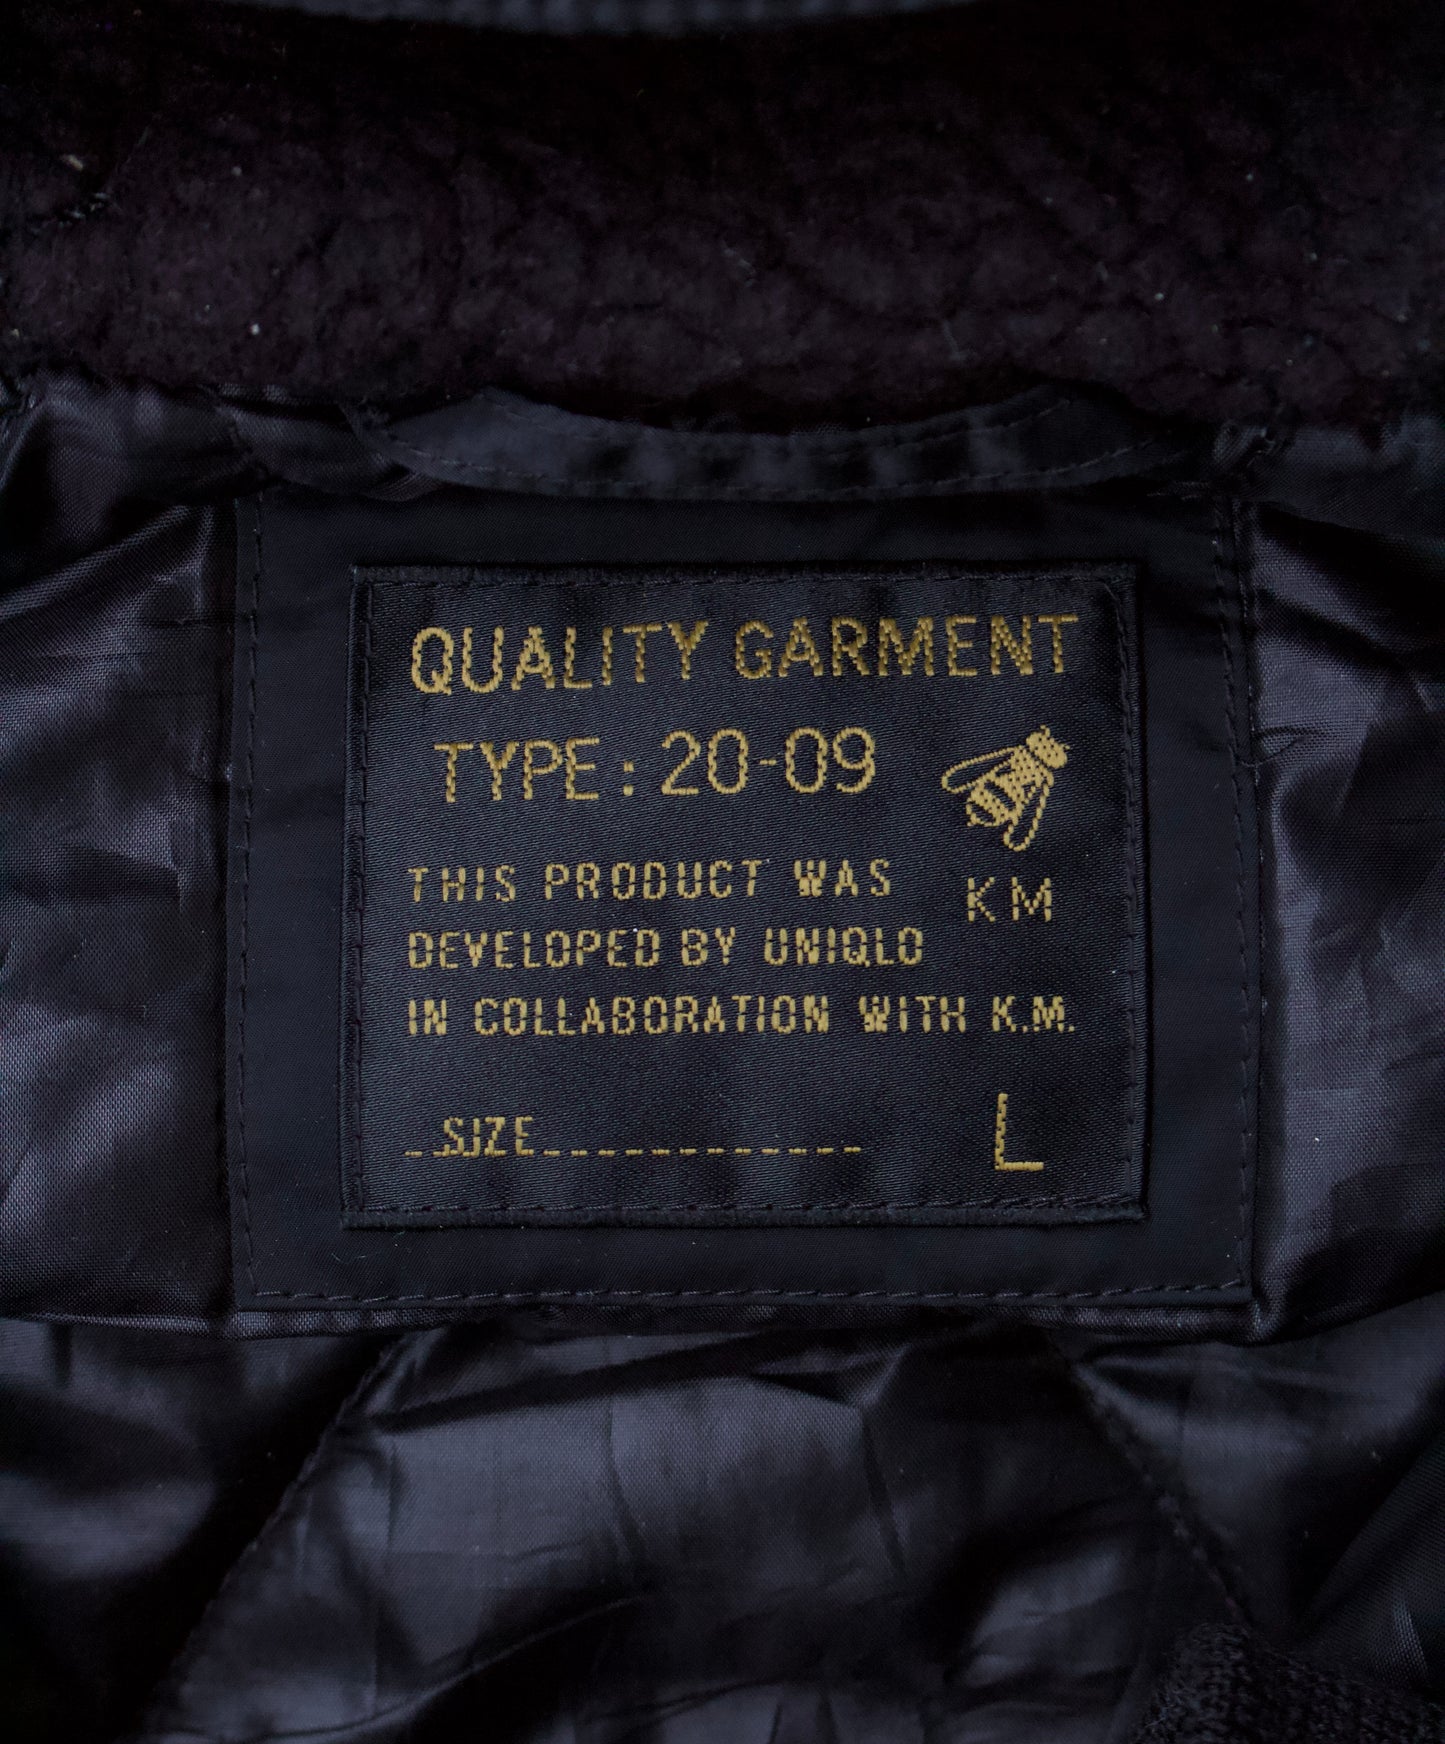 QUALITY GARMENT
TYPE : 20-09
KM
THIS PRODUCT WAS
DEVELOPED BY UNIQLO
IN COLLABORATION WITH K.M.
SIZE L